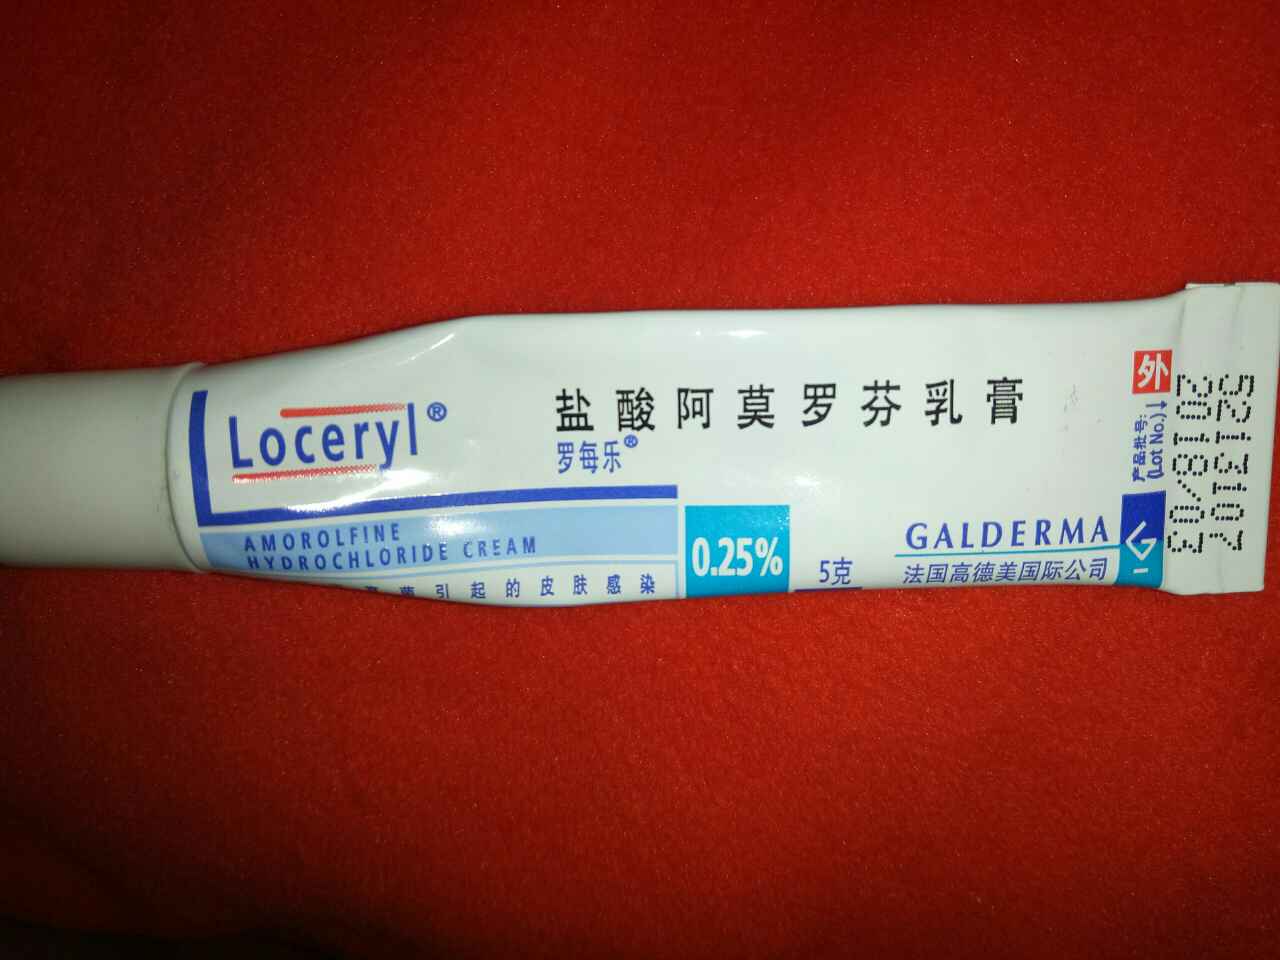 Loceryl®
盐酸阿莫罗芬乳膏
罗每乐®
AMOROLFINE
HYDROCHLORIDE CREAM
菌引起的皮肤感染
0.25%
5克
GALDERMA
法国高德美国际公司
外
产品批号:
(Lot No.)↓
2018/03